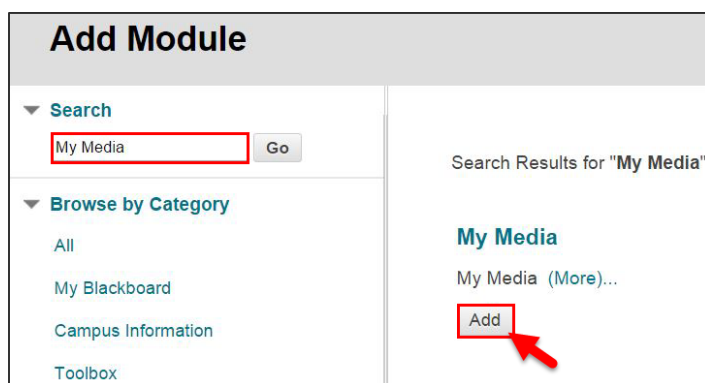 Add Module
Search
My Media
Go
Browse by Category
All
My Blackboard
Campus Information
Toolbox
Search Results for "My Media"
My Media
My Media (More)...
Add